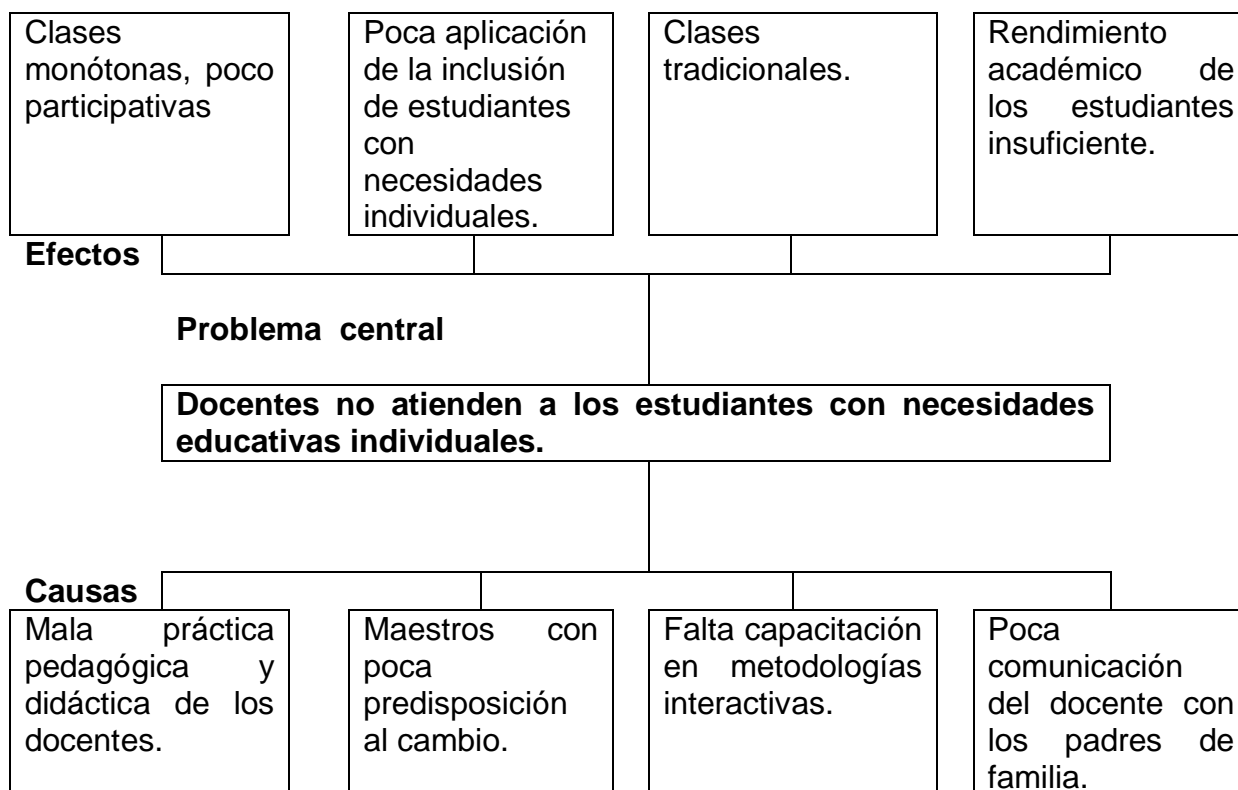 Clases
monótonas, poco
participativas
Poca aplicación
de la inclusión
de estudiantes
con
necesidades
individuales.
Clases
tradicionales.
Rendimiento
académico de
los estudiantes
insuficiente.
Efectos
Problema central
Docentes no atienden a los estudiantes con necesidades
educativas individuales.
Causas
Mala práctica
pedagógica y
didáctica de los
docentes.
Maestros con
poca
predisposición
al cambio.
Falta capacitación
en metodologías
interactivas.
Poca
comunicación
del docente con
los padres de
familia.